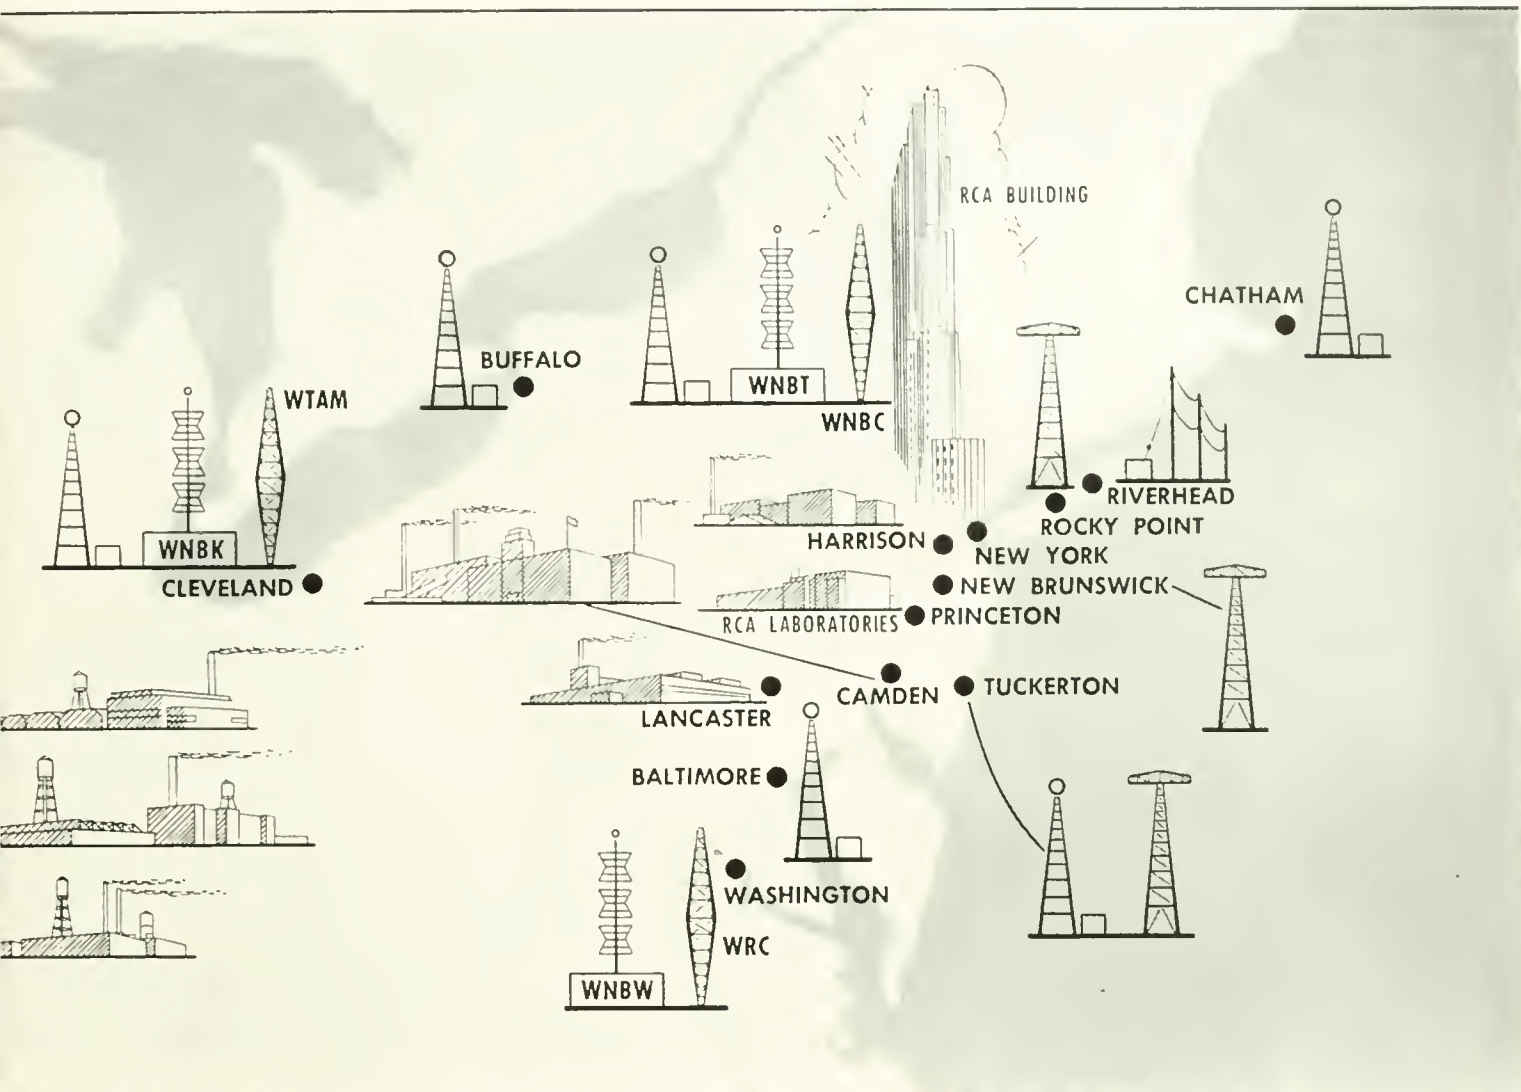 RCA BUILDING
CHATHAM
BUFFALO
WNBT
WNBC
WTAM
WNBK
CLEVELAND
RIVERHEAD
ROCKY POINT
HARRISON
NEW YORK
NEW BRUNSWICK
RCA LABORATORIES
PRINCETON
CAMDEN
TUCKERTON
LANCASTER
BALTIMORE
WASHINGTON
WRC
WNBW